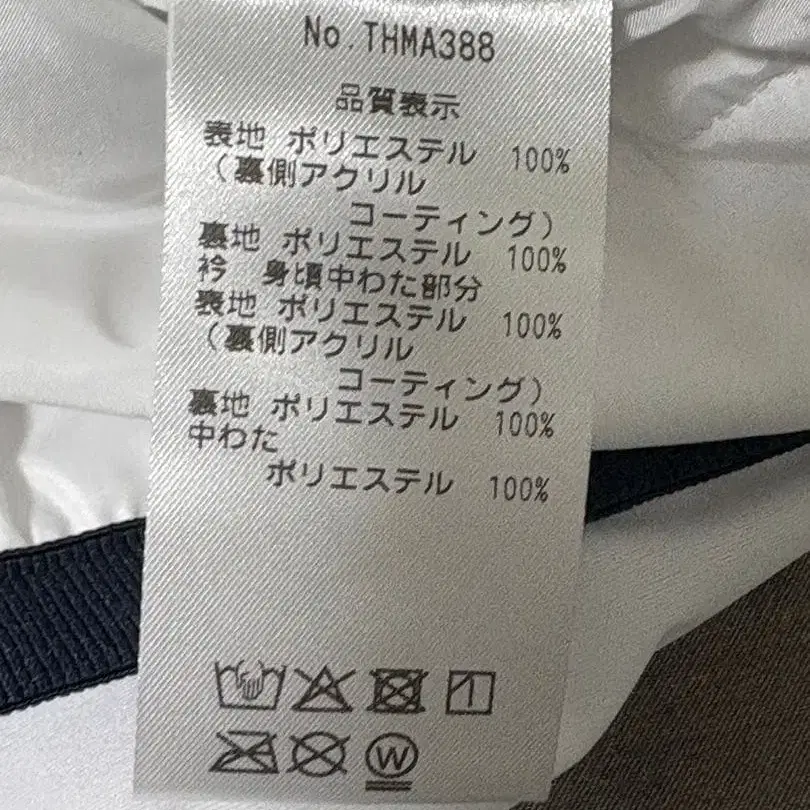 No.THMA388
品質表示
表地 ポリエステル 100%
（裏側アクリル
コーティング）
裏地 ポリエステル 100%
衿 身頃中わた部分
表地 ポリエステル 100%
（裏側アクリル
コーティング）
裏地 ポリエステル 100%
中わた
ポリエステル 100%
W